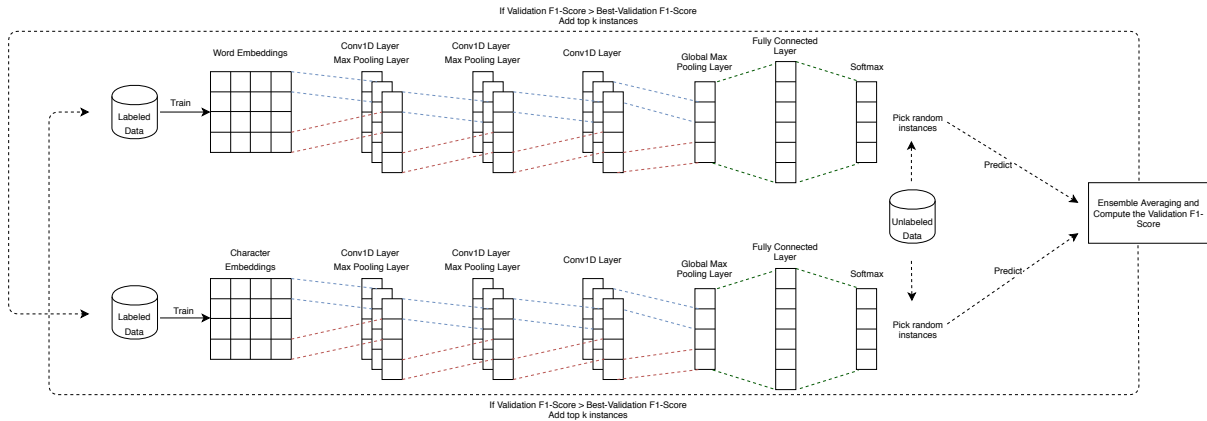 If Validation F1-Score > Best-Validation F1-Score
Add top k instances
Word Embeddings
Conv1D Layer
Max Pooling Layer
Conv1D Layer
Max Pooling Layer
Conv1D Layer
Global Max
Pooling Layer
Fully Connected
Layer
Softmax
Labeled
Data
Train
Pick random
instances
Predict
Unlabeled
Data
Ensemble Averaging and
Compute the Validation F1-
Score
Character
Embeddings
Conv1D Layer
Max Pooling Layer
Conv1D Layer
Max Pooling Layer
Conv1D Layer
Global Max
Pooling Layer
Fully Connected
Layer
Softmax
Labeled
Data
Train
Pick random
instances
Predict
If Validation F1-Score > Best-Validation F1-Score
Add top k instances